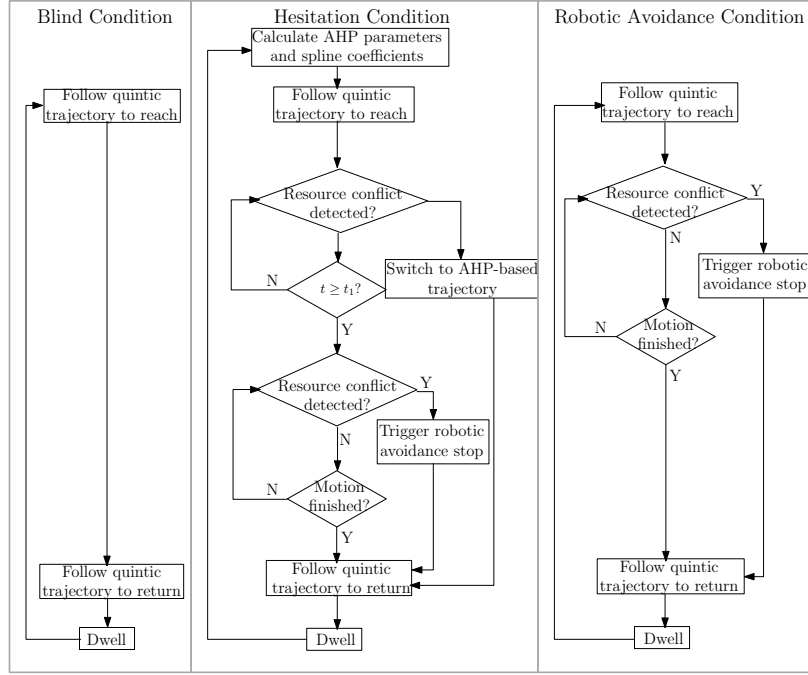 Blind Condition
Follow quintic
trajectory to reach
Follow quintic
trajectory to return
Dwell
Hesitation Condition
Calculate AHP parameters
and spline coefficients
Follow quintic
trajectory to reach
Resource conflict
detected?
Switch to AHP-based
trajectory
N
t ≥ t₁?
Y
Resource conflict
detected?
Y
N
Trigger robotic
avoidance stop
N
Motion
finished?
Y
Follow quintic
trajectory to return
Dwell
Robotic Avoidance Condition
Follow quintic
trajectory to reach
Resource conflict
detected?
Y
N
Trigger robotic
avoidance stop
N
Motion
finished?
Y
Follow quintic
trajectory to return
Dwell